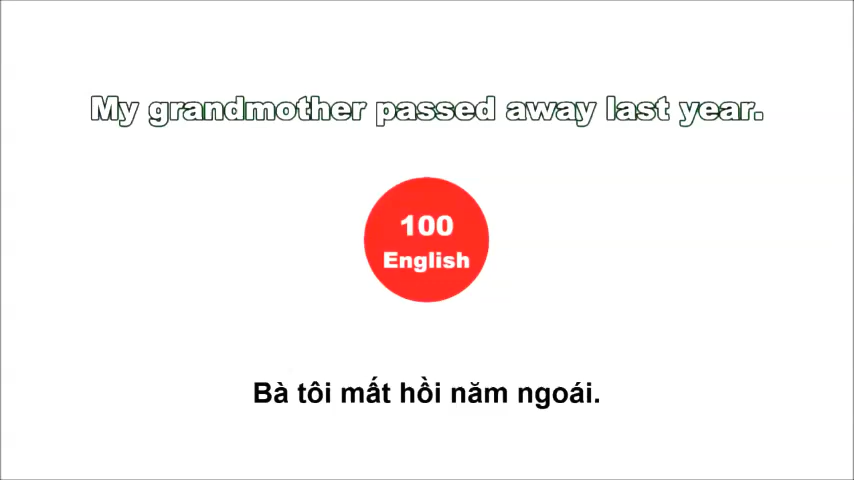 My grandmother passed away last year.
100
English
Bà tôi mất hồi năm ngoái.